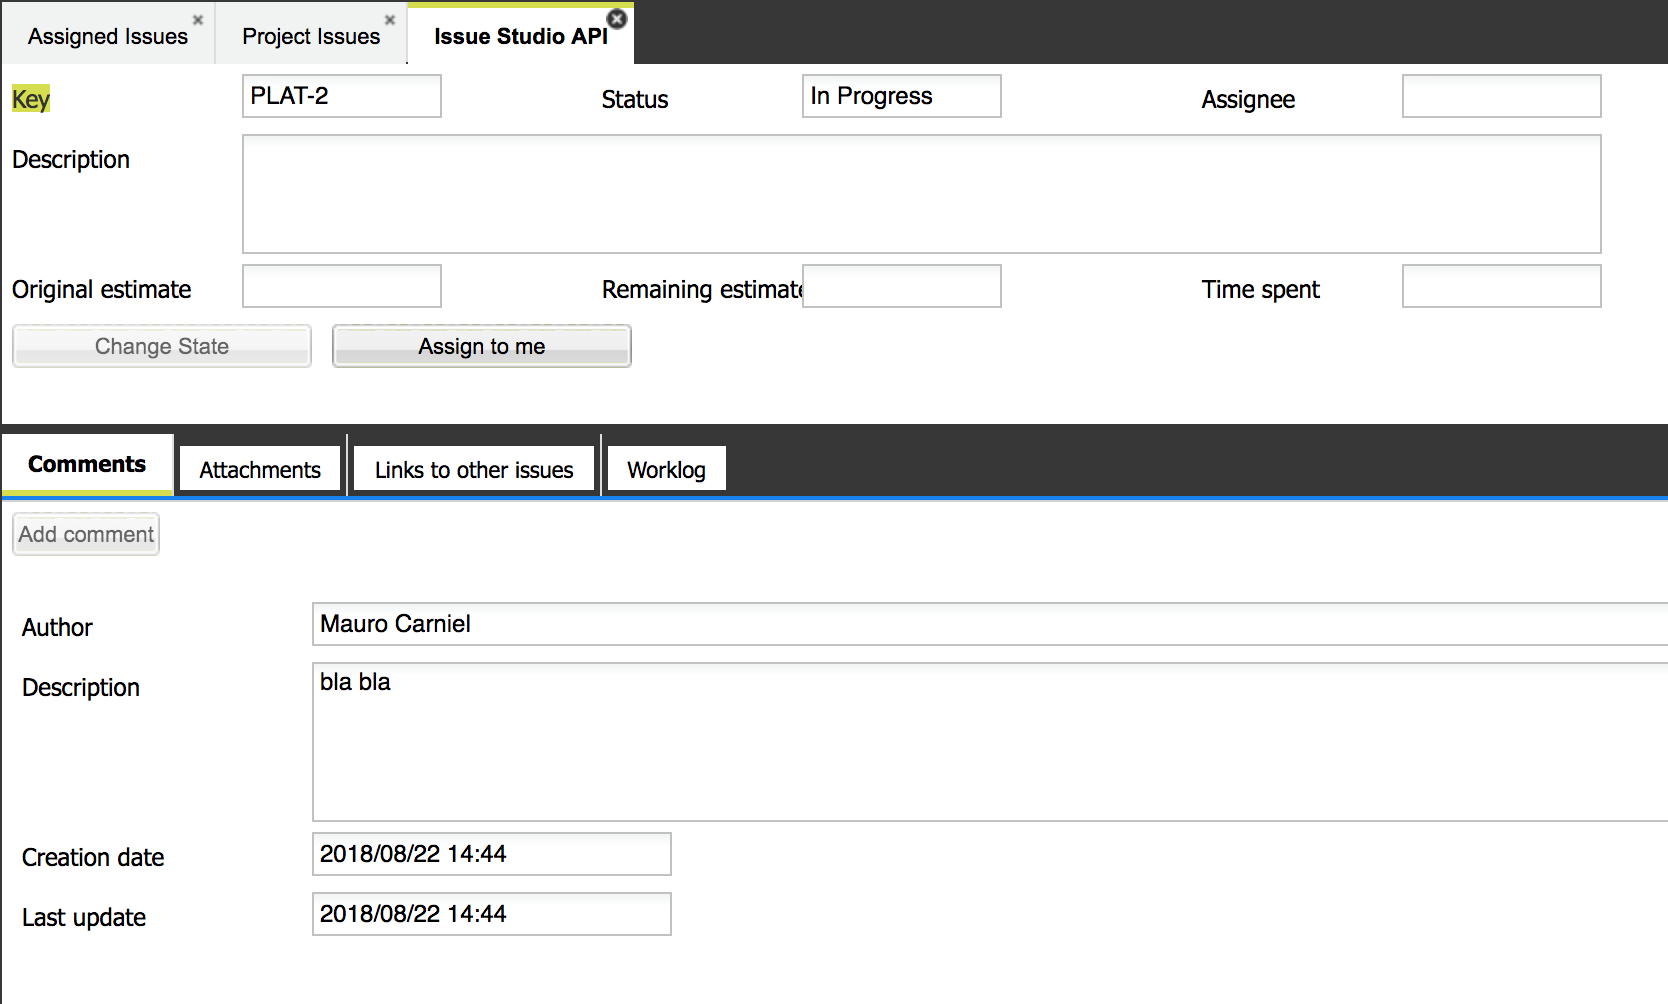 Assigned Issues Project Issues Issue Studio API
Key PLAT-2 Status In Progress Assignee
Description
Original estimate Remaining estimate Time spent
Change State Assign to me
Comments Attachments Links to other issues Worklog
Add comment
Author Mauro Carniel
Description bla bla
Creation date 2018/08/22 14:44
Last update 2018/08/22 14:44